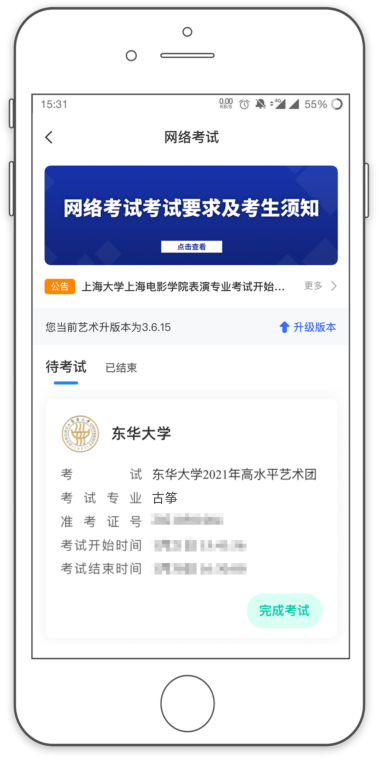 15:31
0.00
KB/S
4G
55%
网络考试
网络考试考试要求及考生须知
点击查看
公告 上海大学上海电影学院表演专业考试开始... 更多
您当前艺术升版本为3.6.15 升级版本
待考试 已结束
东华大学
考试 东华大学2021年高水平艺术团
考试专业 古筝
准考证号
考试开始时间
考试结束时间
完成考试